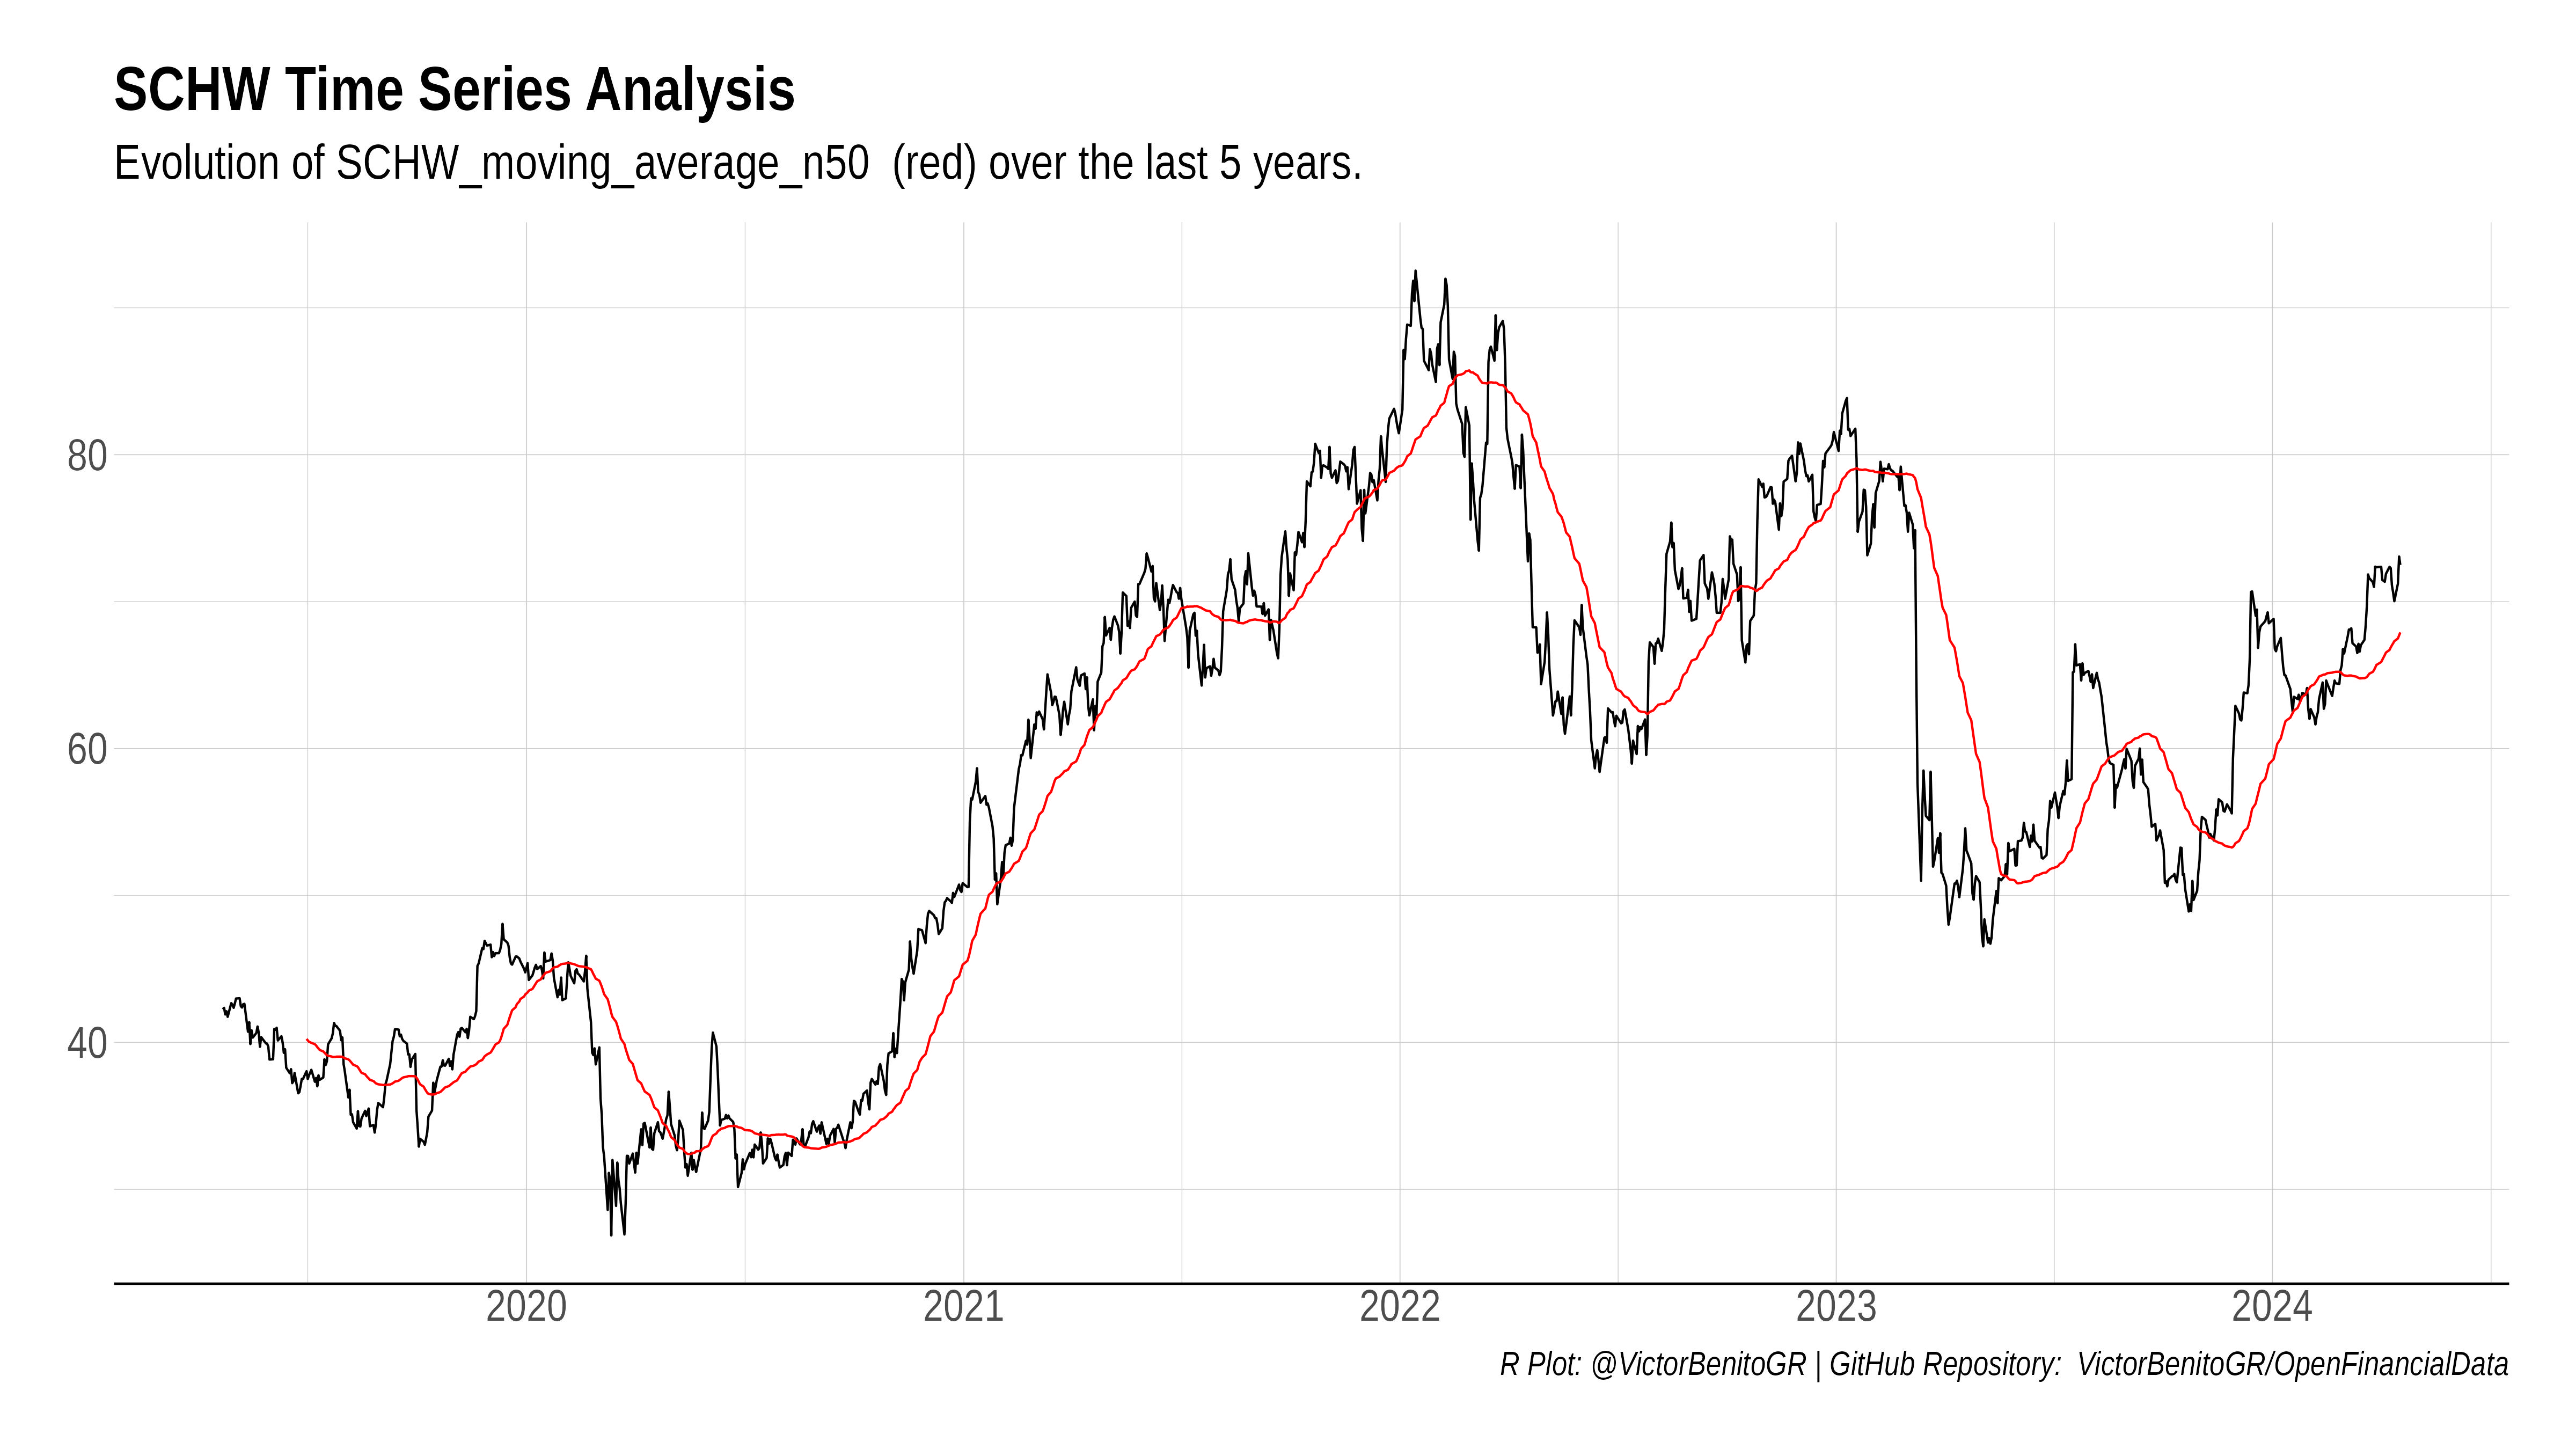 SCHW Time Series Analysis
Evolution of SCHW_moving_average_n50  (red) over the last 5 years.
80
60
40
2020 2021 2022 2023 2024
R Plot: @VictorBenitoGR | GitHub Repository:  VictorBenitoGR/OpenFinancialData